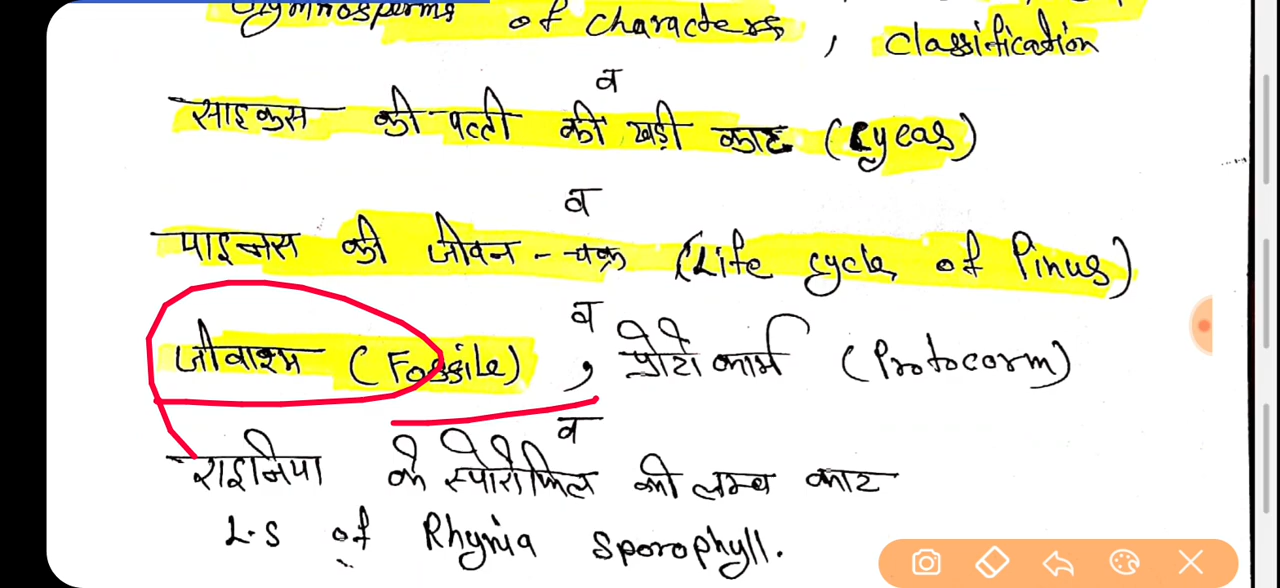 Gymnosperms of characters, classification
व
साइकस की पत्ती की खड़ी काट (Cycas)
व
पाइनस की जीवन-चक्र (Life cycle of Pinus)
व
जीवाश्म (Fossile), प्रोटोकार्म (Protocorm)
व
राइनिया के स्पोरोफिल की लम्ब काट
L.S of Rhynia Sporophyll.